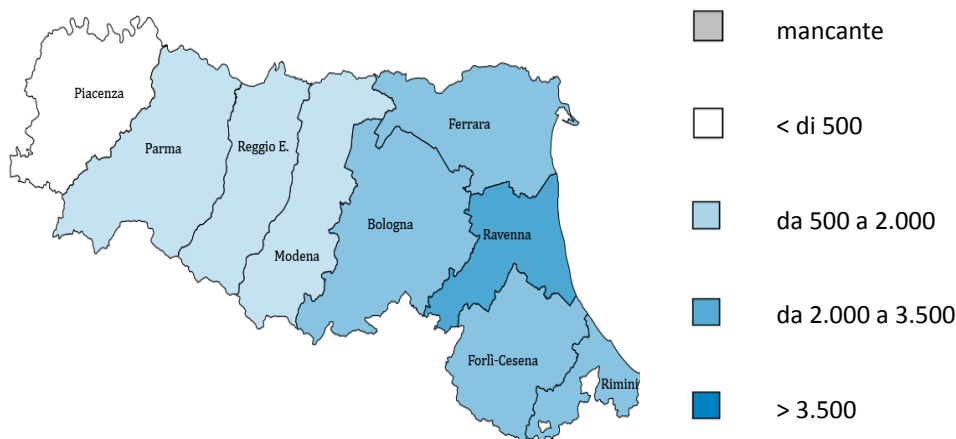 Piacenza
Parma
Reggio E.
Modena
Bologna
Ferrara
Ravenna
Forlì-Cesena
Rimini
mancante
< di 500
da 500 a 2.000
da 2.000 a 3.500
> 3.500